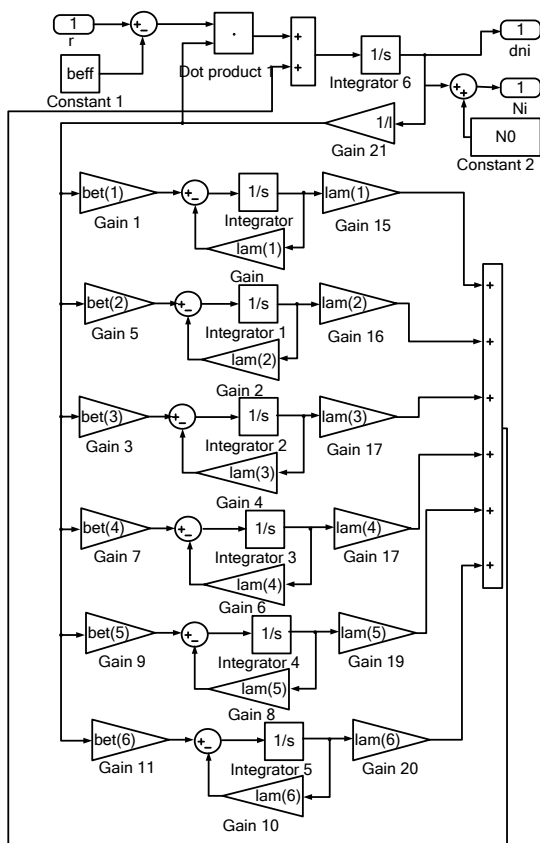 1
r
beff
Constant 1
+ −
.
Dot product 1
+
+
1/s
Integrator 6
1
dni
+
+
1
Ni
N0
Constant 2
1/l
Gain 21
bet(1)
Gain 1
+ −
1/s
Integrator
lam(1)
Gain
lam(1)
Gain 15
bet(2)
Gain 5
+ −
1/s
Integrator 1
lam(2)
Gain 2
lam(2)
Gain 16
bet(3)
Gain 3
+ −
1/s
Integrator 2
lam(3)
Gain 4
lam(3)
Gain 17
bet(4)
Gain 7
+ −
1/s
Integrator 3
lam(4)
Gain 6
lam(4)
Gain 17
bet(5)
Gain 9
+ −
1/s
Integrator 4
lam(5)
Gain 8
lam(5)
Gain 19
bet(6)
Gain 11
+ −
1/s
Integrator 5
lam(6)
Gain 10
lam(6)
Gain 20
+
+
+
+
+
+